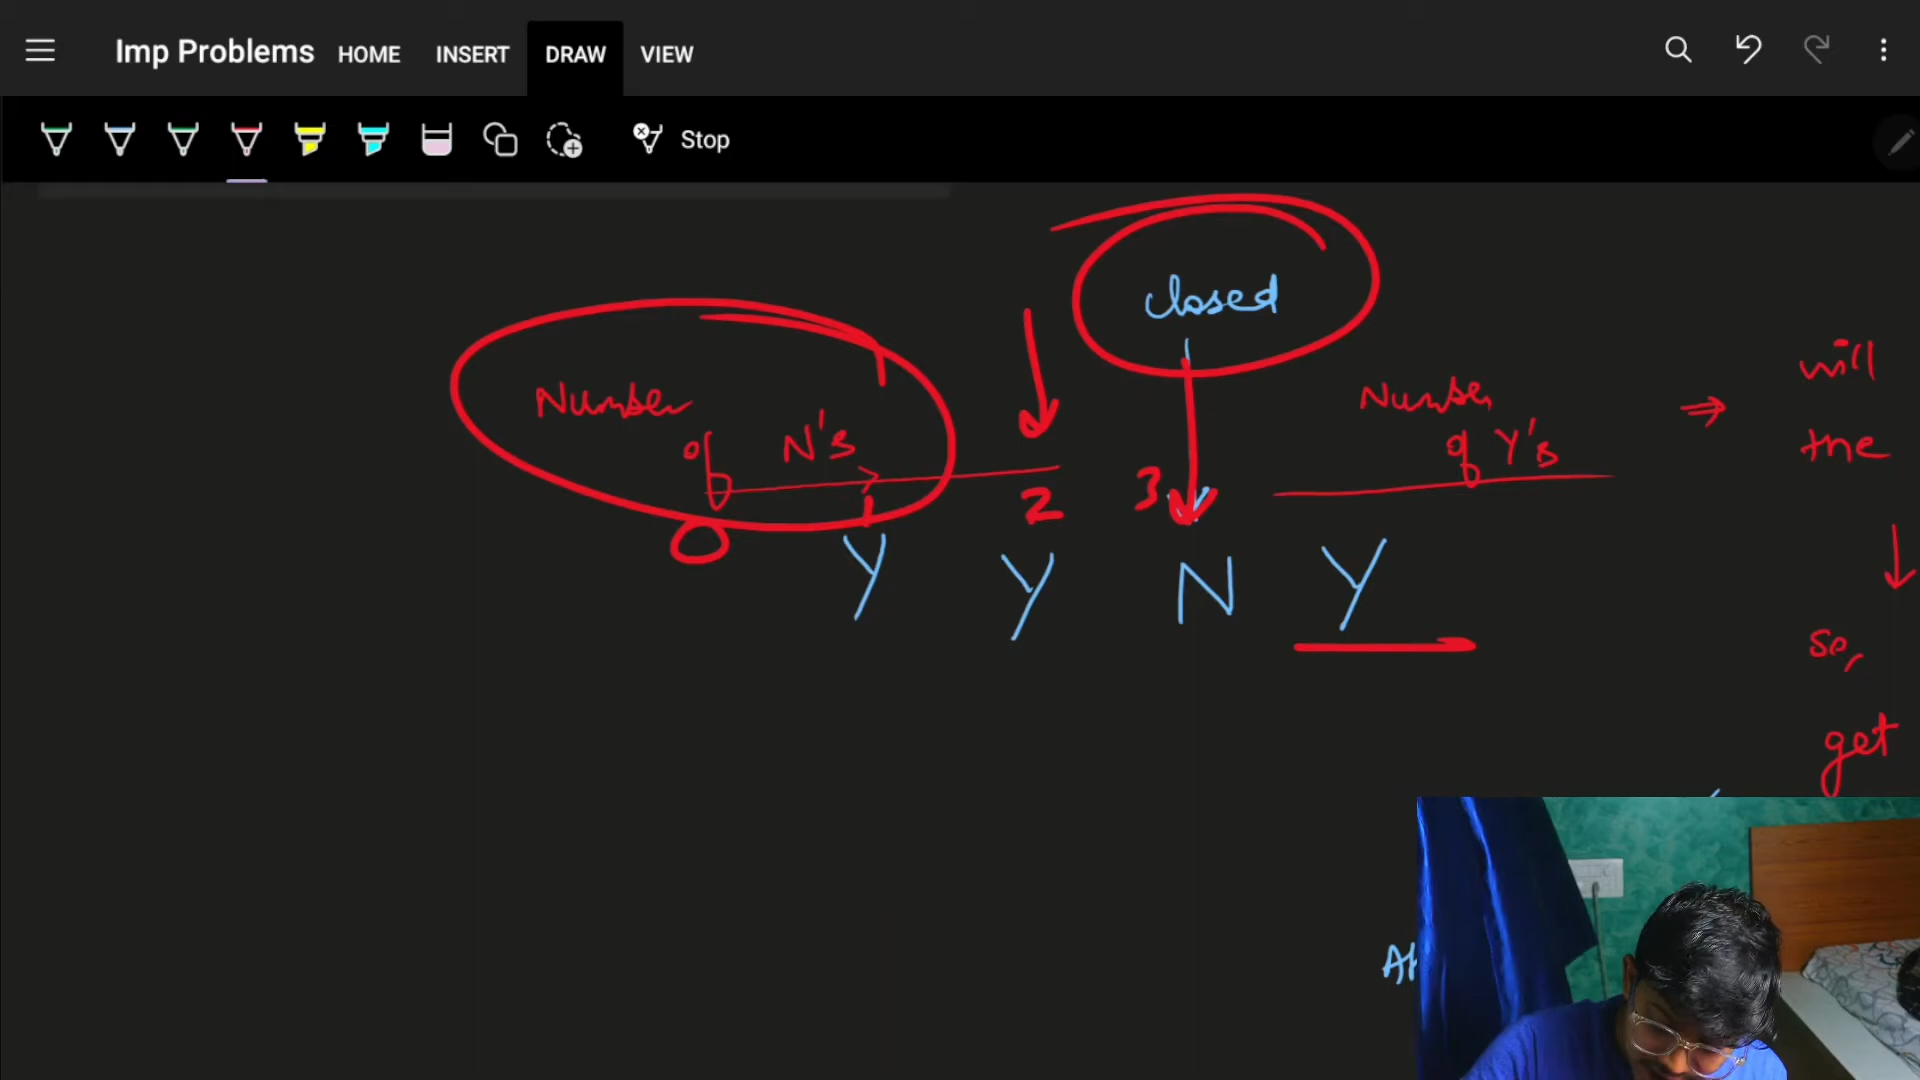 Imp Problems HOME INSERT DRAW VIEW
Stop
closed
Number
of N's
Number
of Y's
⇒ will
the
0 1 2 3
Y Y N Y
so,
get